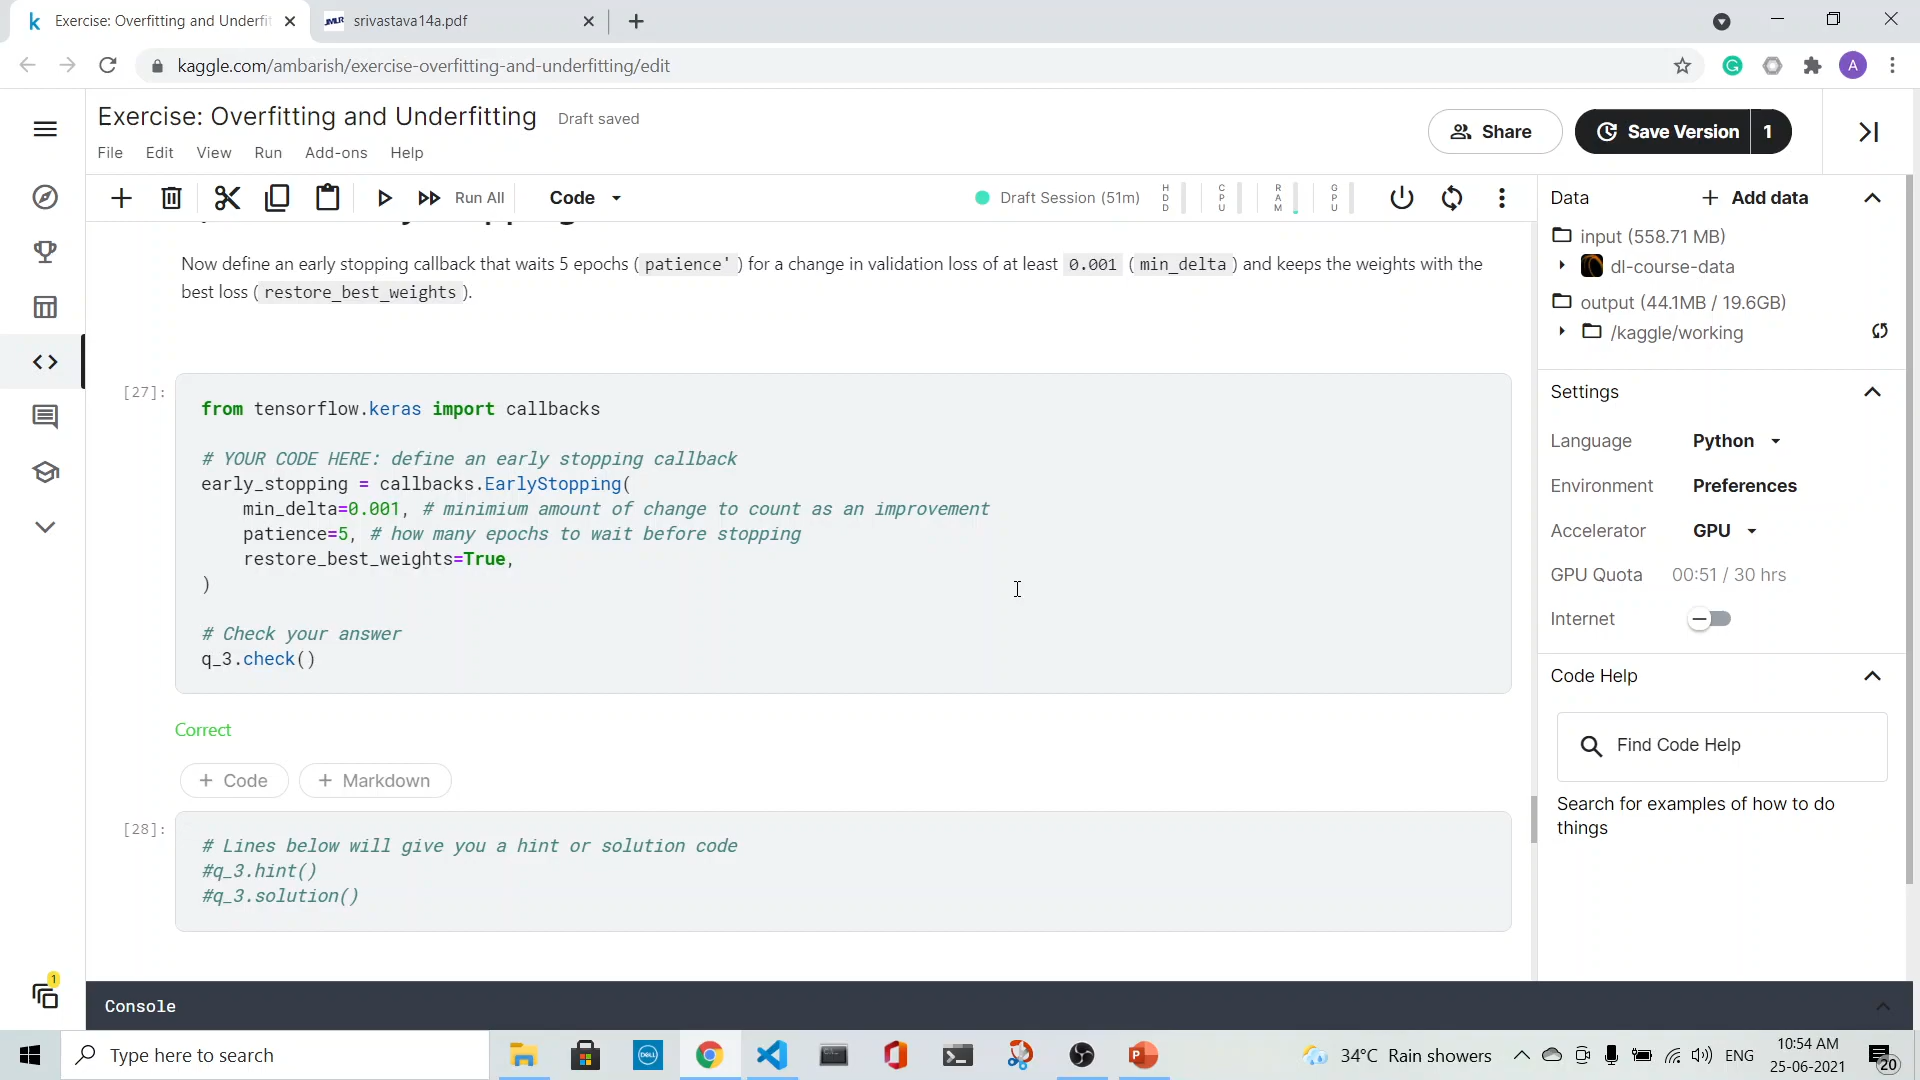 Exercise: Overfitting and Underfit
JMLR srivastava14a.pdf
kaggle.com/ambarish/exercise-overfitting-and-underfitting/edit
A
Exercise: Overfitting and Underfitting Draft saved
File Edit View Run Add-ons Help
Share
Save Version 1
Run All
Code
Draft Session (51m)
HDD
CPU
RAM
GPU
Now define an early stopping callback that waits 5 epochs ( patience' ) for a change in validation loss of at least 0.001 ( min_delta ) and keeps the weights with the
best loss ( restore_best_weights ).
[27]:
from tensorflow.keras import callbacks
# YOUR CODE HERE: define an early stopping callback
early_stopping = callbacks.EarlyStopping(
min_delta=0.001, # minimium amount of change to count as an improvement
patience=5, # how many epochs to wait before stopping
restore_best_weights=True,
)
# Check your answer
q_3.check()
Correct
+ Code + Markdown
[28]:
# Lines below will give you a hint or solution code
#q_3.hint()
#q_3.solution()
Console
Data
+ Add data
input (558.71 MB)
dl-course-data
output (44.1MB / 19.6GB)
/kaggle/working
Settings
Language Python
Environment Preferences
Accelerator GPU
GPU Quota 00:51 / 30 hrs
Internet
Code Help
Find Code Help
Search for examples of how to do
things
1
Type here to search
DELL
34°C Rain showers
ENG
10:54 AM
25-06-2021
20